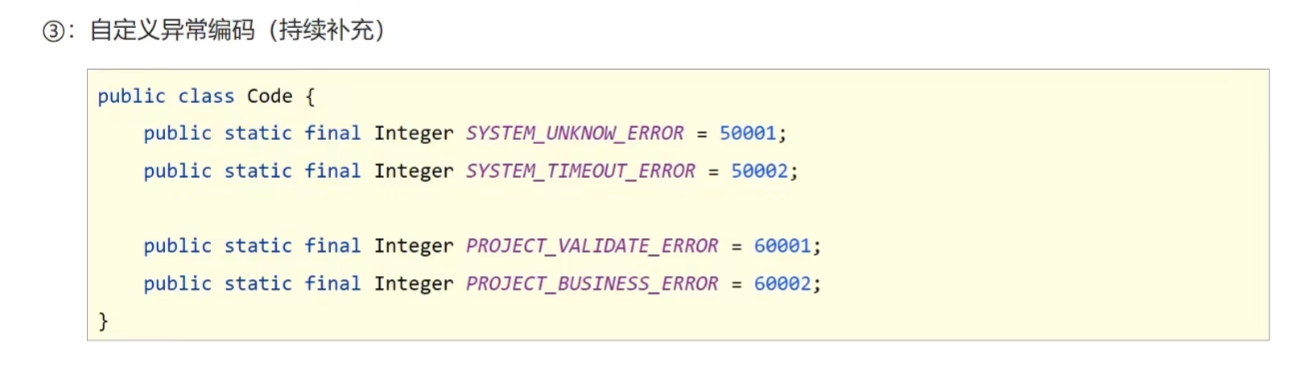 ③：自定义异常编码（持续补充）
public class Code {
    public static final Integer SYSTEM_UNKNOW_ERROR = 50001;
    public static final Integer SYSTEM_TIMEOUT_ERROR = 50002;
    public static final Integer PROJECT_VALIDATE_ERROR = 60001;
    public static final Integer PROJECT_BUSINESS_ERROR = 60002;
}